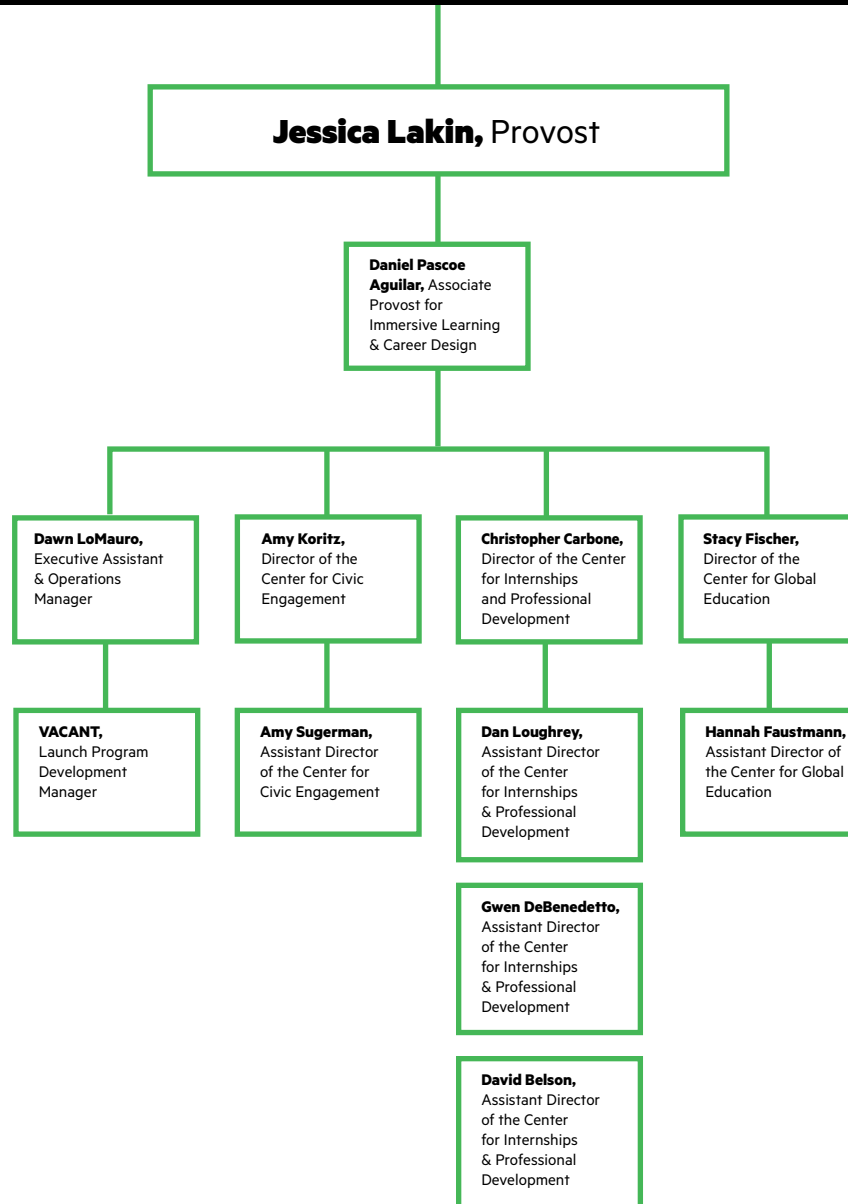 Jessica Lakin, Provost
Daniel Pascoe
Aguilar, Associate
Provost for
Immersive Learning
& Career Design
Dawn LoMauro,
Executive Assistant
& Operations
Manager
Amy Koritz,
Director of the
Center for Civic
Engagement
Christopher Carbone,
Director of the Center
for Internships
and Professional
Development
Stacy Fischer,
Director of the
Center for Global
Education
VACANT,
Launch Program
Development
Manager
Amy Sugerman,
Assistant Director
of the Center for
Civic Engagement
Dan Loughrey,
Assistant Director
of the Center
for Internships
& Professional
Development
Hannah Faustmann,
Assistant Director of
the Center for Global
Education
Gwen DeBenedetto,
Assistant Director
of the Center
for Internships
& Professional
Development
David Belson,
Assistant Director
of the Center
for Internships
& Professional
Development